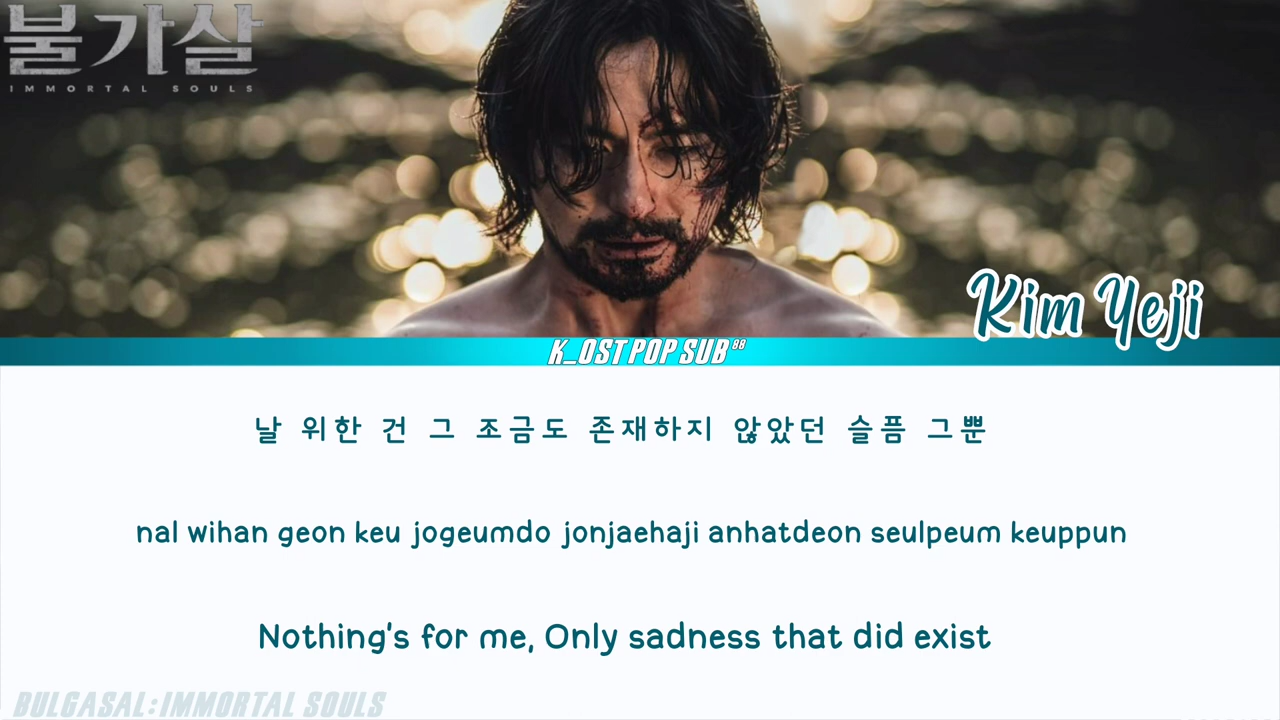 불가살
IMMORTAL SOULS
Kim Yeji
K_OST POP SUB 88
날 위한 건 그 조금도 존재하지 않았던 슬픔 그뿐
nal wihan geon keu jogeumdo jonjaehaji anhatdeon seulpeum keuppun
Nothing's for me, Only sadness that did exist
BULGASAL: IMMORTAL SOULS